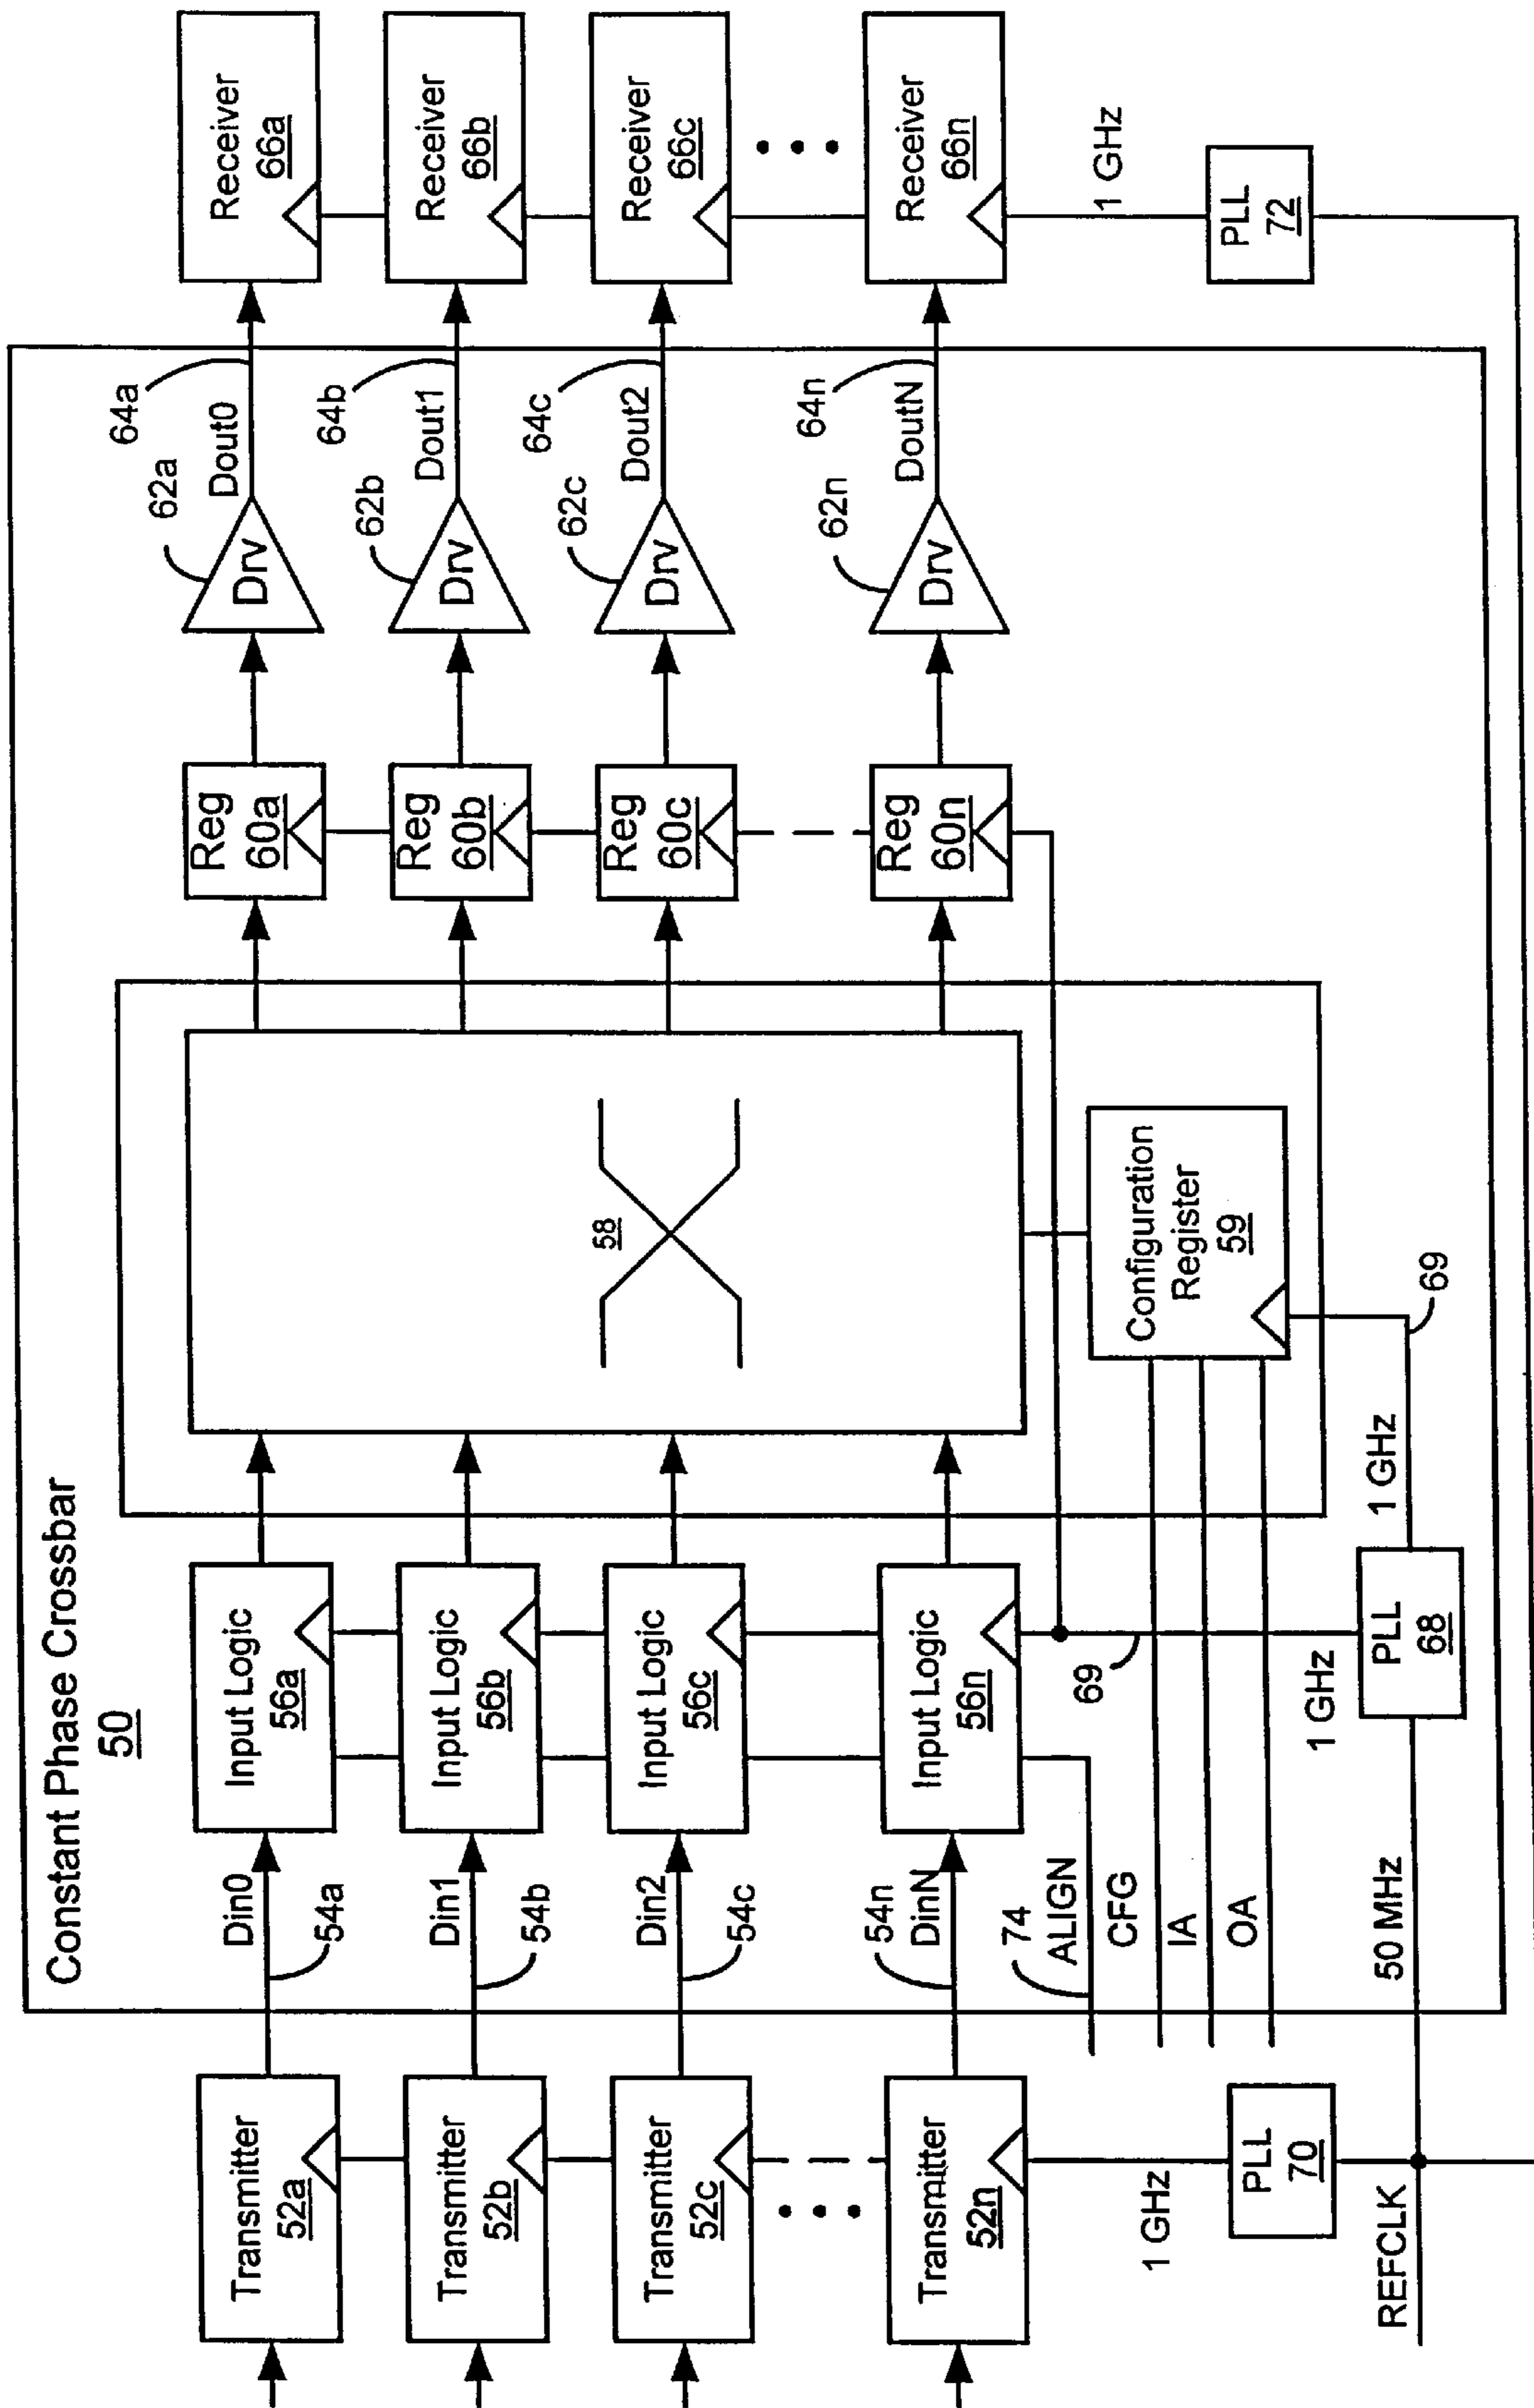 Constant Phase Crossbar
50
Transmitter
52a
Din0
54a
Input Logic
56a
Reg
60a
Drv
62a
Dout0
64a
Receiver
66a
Transmitter
52b
Din1
54b
Input Logic
56b
Reg
60b
Drv
62b
Dout1
64b
Receiver
66b
Transmitter
52c
Din2
54c
Input Logic
56c
58
Reg
60c
Drv
62c
Dout2
64c
Receiver
66c
Transmitter
52n
54n
DinN
Input Logic
56n
Reg
60n
Drv
62n
DoutN
64n
Receiver
66n
74
ALIGN
CFG
IA
OA
69
Configuration
Register
59
1 GHz
PLL
70
REFCLK
50 MHz
1 GHz
PLL
68
1 GHz
69
1 GHz
PLL
72